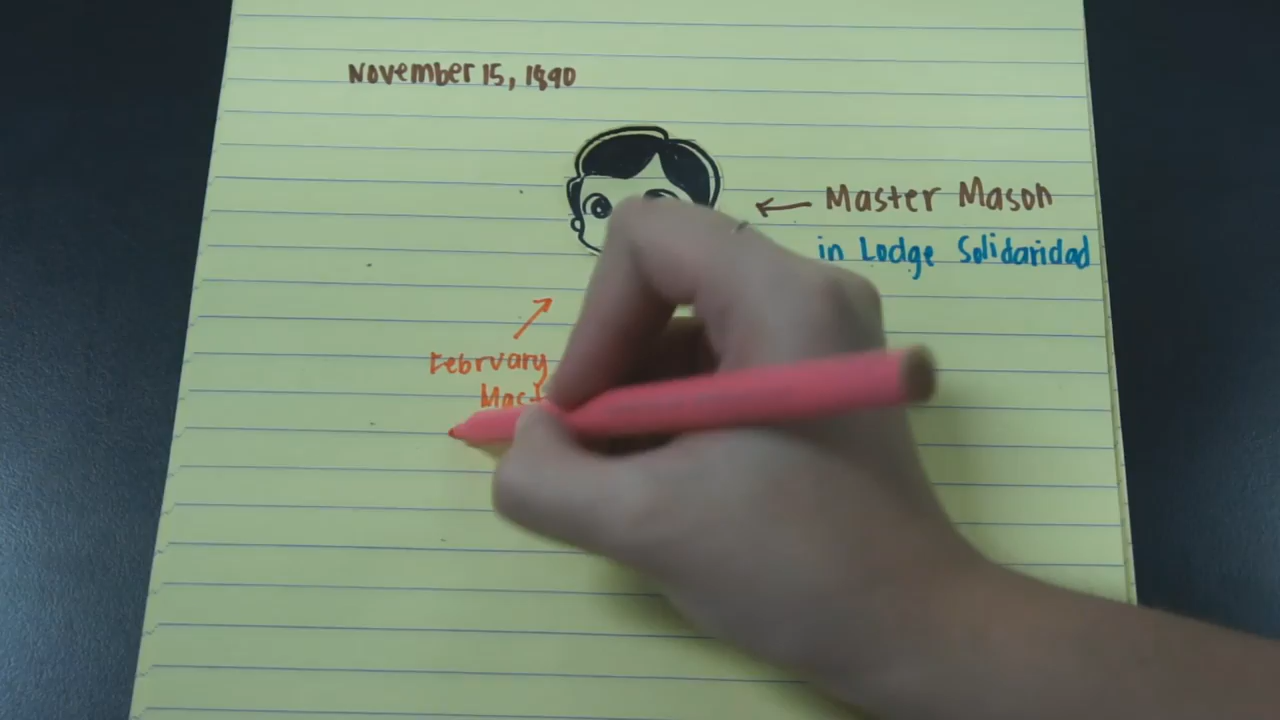 November 15, 1890
Master Mason
in Lodge Solidaridad
February